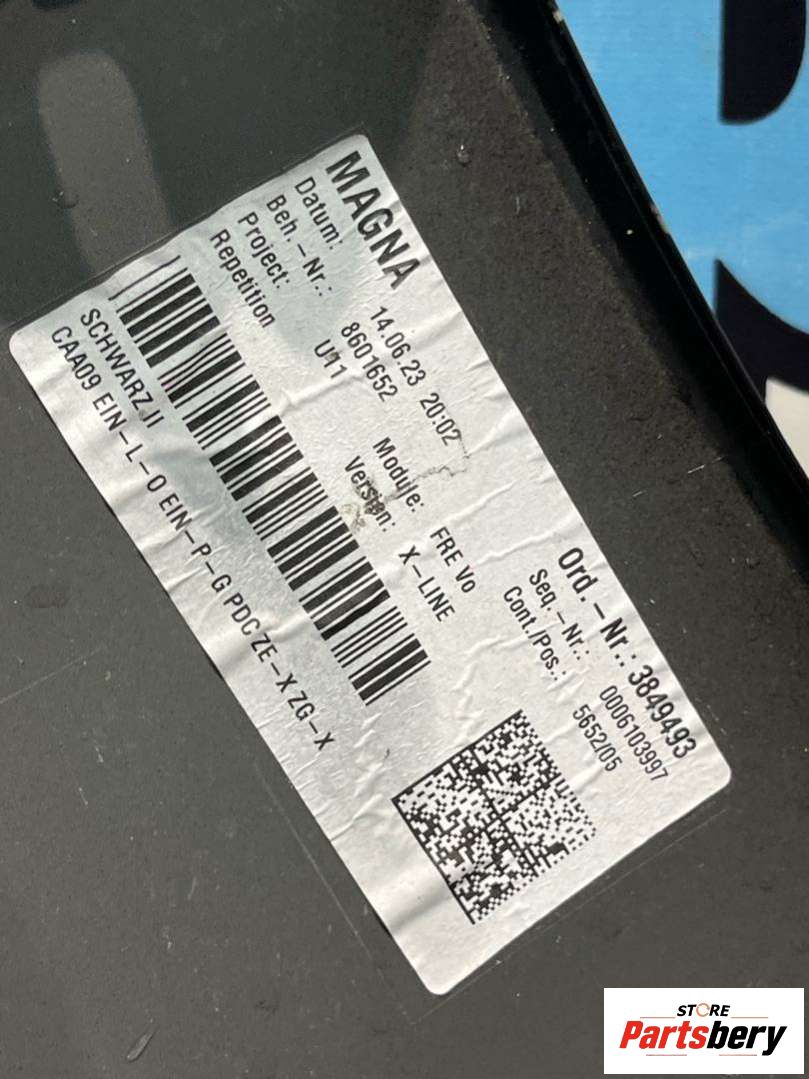 MAGNA
Ord.-Nr.: 3849493
Datum: 14.06.23 20:02
Module: FRE Vo
Seq.-Nr.: 0006103997
Beh.-Nr.: 8601652
Version: X-LINE
Cont./Pos.: 5652/05
Project: U11
Repetition
SCHWARZ II
CAA09 EIN-L-O EIN-P-G PDC ZE-X ZG-X
STORE
Partsbery